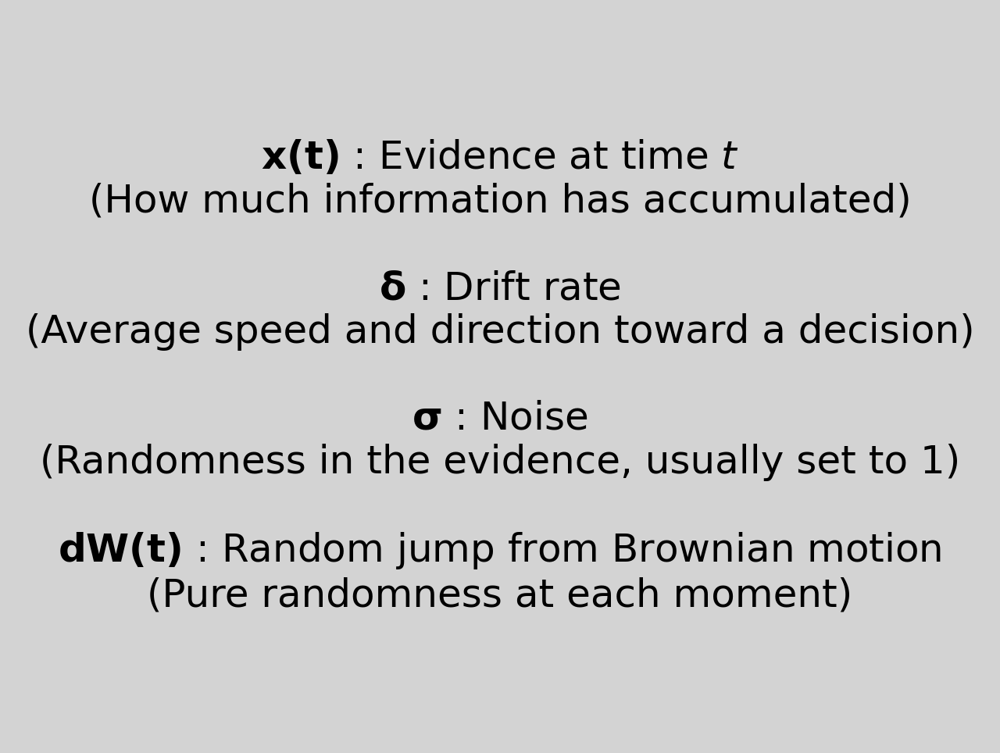 x(t) : Evidence at time t
(How much information has accumulated)
δ : Drift rate
(Average speed and direction toward a decision)
σ : Noise
(Randomness in the evidence, usually set to 1)
dW(t) : Random jump from Brownian motion
(Pure randomness at each moment)